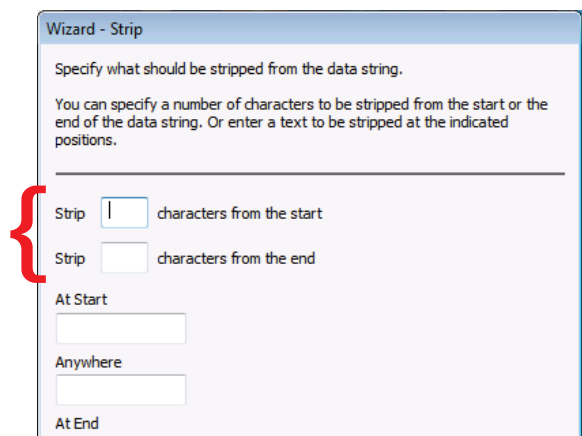 Wizard - Strip
Specify what should be stripped from the data string.
You can specify a number of characters to be stripped from the start or the
end of the data string. Or enter a text to be stripped at the indicated
positions.
Strip characters from the start
Strip characters from the end
At Start
Anywhere
At End